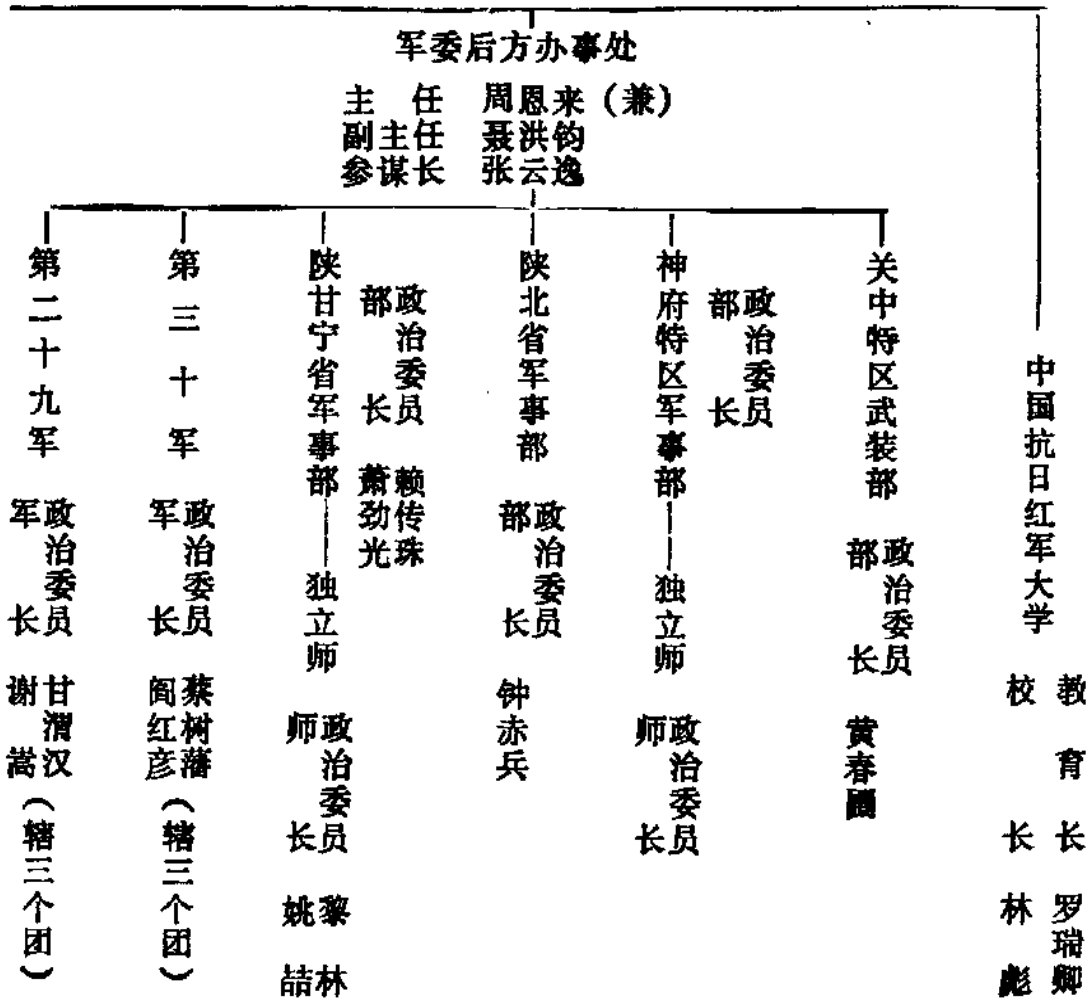 军委后方办事处
主任 周恩来（兼）
副主任 聂洪钧
参谋长 张云逸
第二十九军
军长 谢嵩
政治委员 甘渭汉
（辖三个团）
第三十军
军长 阎红彦
政治委员 蔡树藩
（辖三个团）
陕甘宁省军事部
部长 萧劲光
政治委员 赖传珠
独立师
师长 姚喆
政治委员 黎林
陕北省军事部
部长 钟赤兵
政治委员
神府特区军事部
部长
政治委员
独立师
师长
政治委员
关中特区武装部
部长 黄春圃
政治委员
中国抗日红军大学
校长 林彪
教育长 罗瑞卿